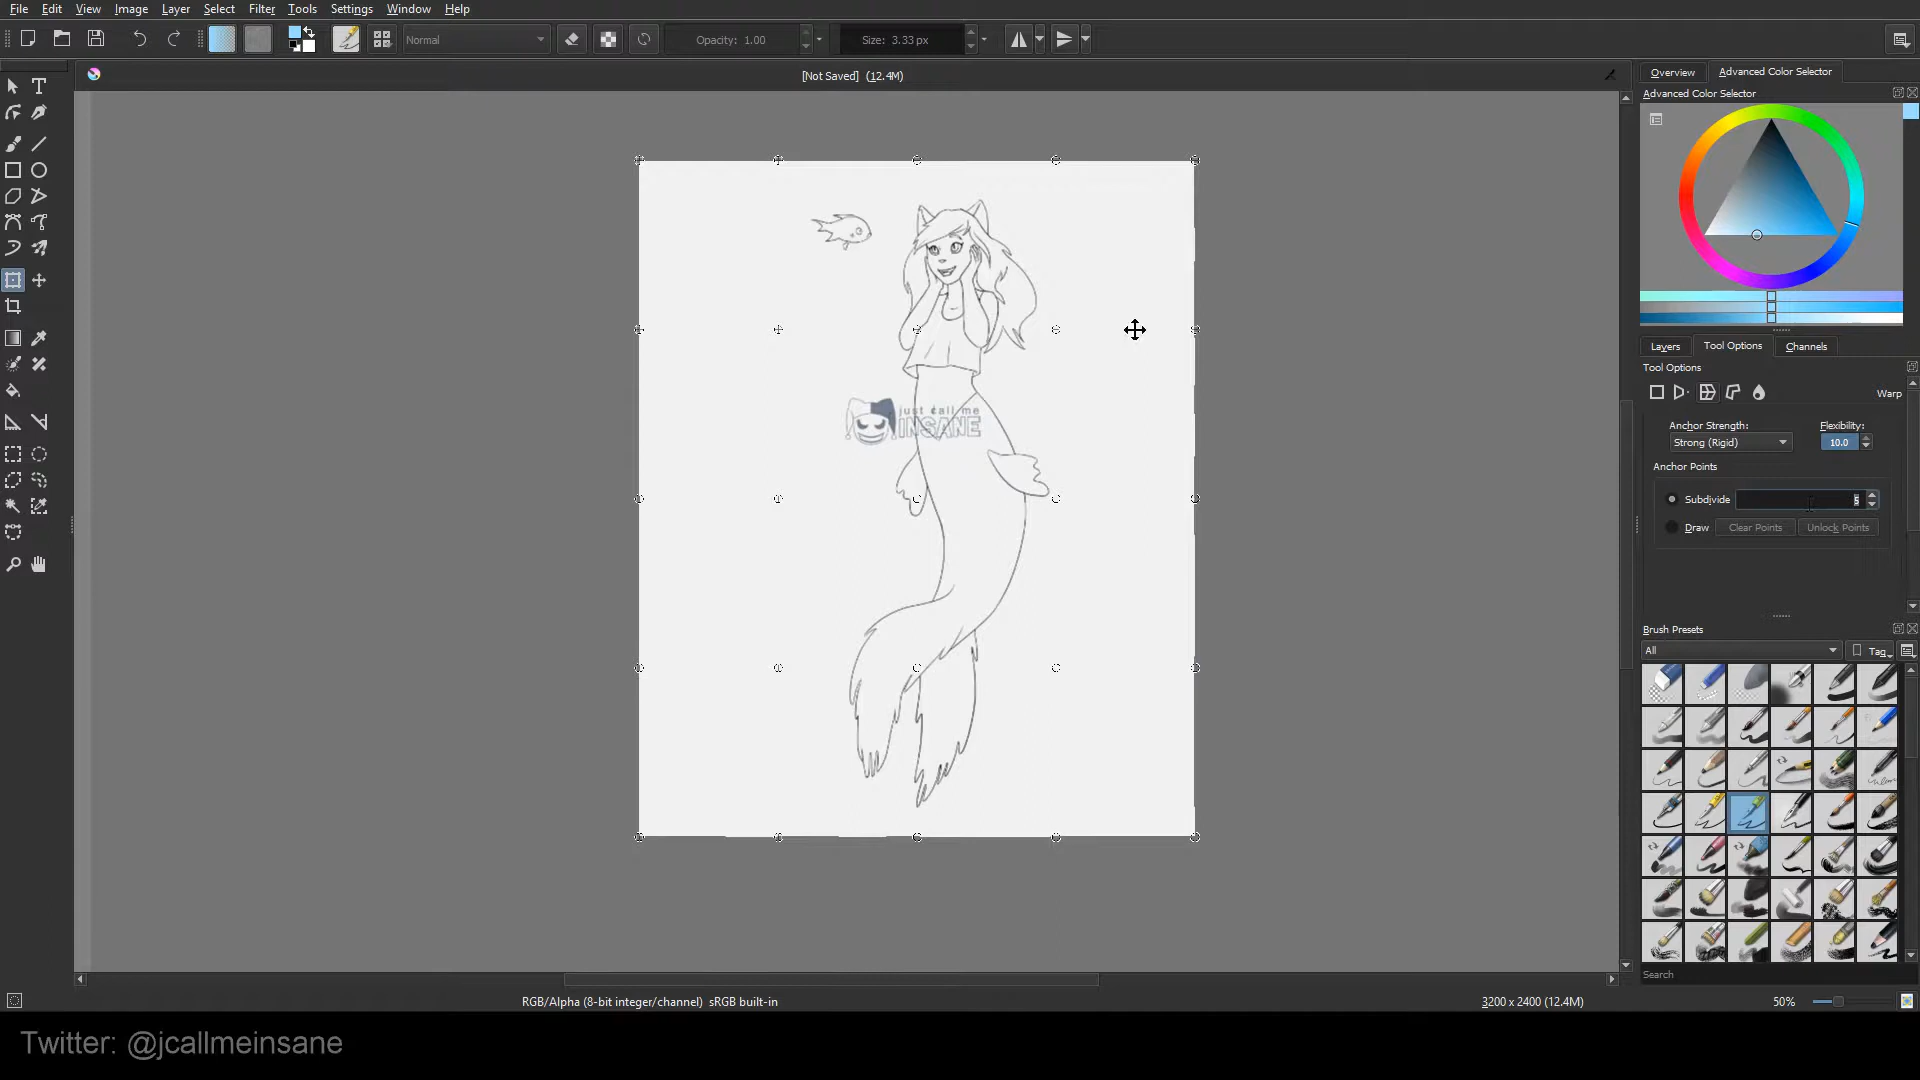 File Edit View Image Layer Select Filter Tools Settings Window Help
Normal Opacity: 1.00 Size: 3.33 px
[Not Saved] (12.4M)
Overview Advanced Color Selector
Advanced Color Selector
Layers Tool Options Channels
Tool Options
Warp
Anchor Strength: Flexibility:
Strong (Rigid) 10.0
Anchor Points
Subdivide 5
Draw Clear Points Unlock Points
just call me
INSANE
Brush Presets
All Tag
Search
RGB/Alpha (8-bit integer/channel) sRGB built-in 3200 x 2400 (12.4M) 50%
Twitter: @jcallmeinsane